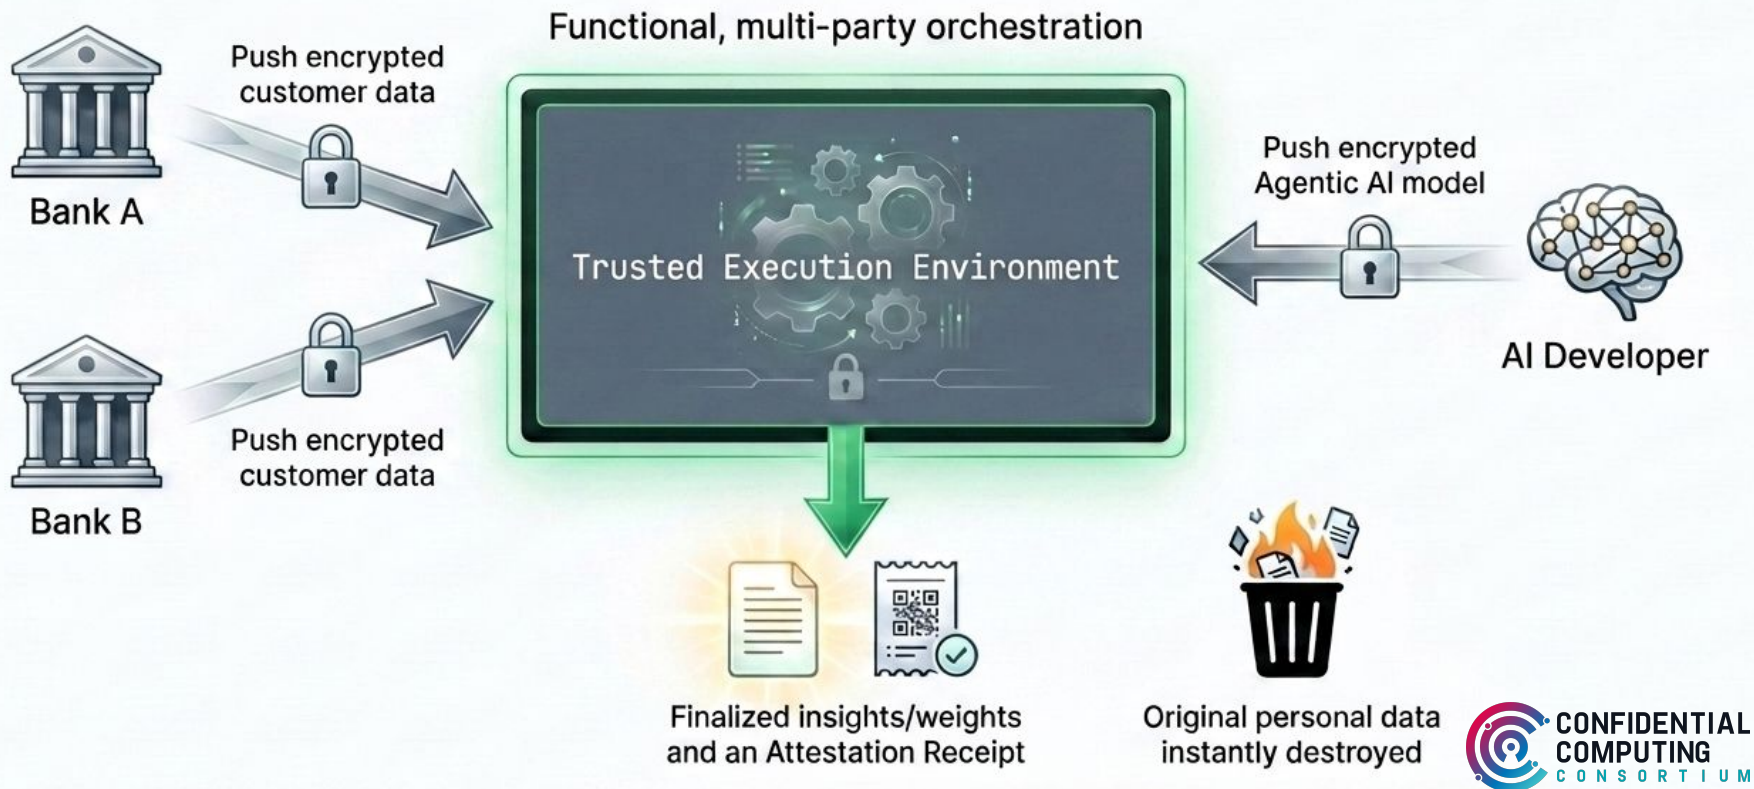 Functional, multi-party orchestration
Push encrypted
customer data
Bank A
Trusted Execution Environment
Push encrypted
Agentic AI model
AI Developer
Push encrypted
customer data
Bank B
Finalized insights/weights
and an Attestation Receipt
Original personal data
instantly destroyed
CONFIDENTIAL
COMPUTING
CONSORTIUM